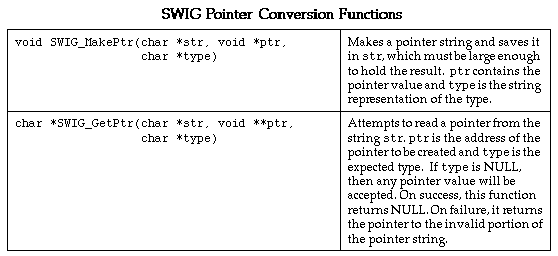 SWIG Pointer Conversion Functions
void SWIG_MakePtr(char *str, void *ptr,
char *type)
Makes a pointer string and saves it
in str, which must be large enough
to hold the result. ptr contains the
pointer value and type is the string
representation of the type.
char *SWIG_GetPtr(char *str, void **ptr,
char *type)
Attempts to read a pointer from the
string str. ptr is the address of the
pointer to be created and type is the
expected type. If type is NULL,
then any pointer value will be
accepted. On success, this function
returns NULL. On failure, it returns
the pointer to the invalid portion of
the pointer string.